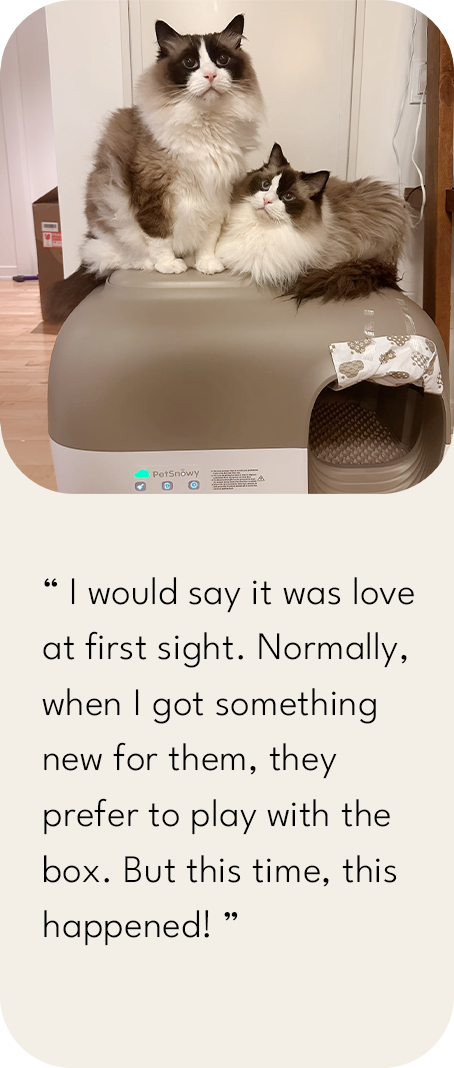 PetSnowy
“ I would say it was love
at first sight. Normally,
when I got something
new for them, they
prefer to play with the
box. But this time, this
happened! ”